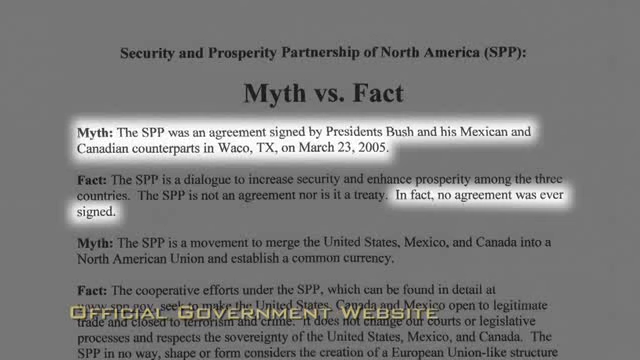 Security and Prosperity Partnership of North America (SPP):
Myth vs. Fact
Myth: The SPP was an agreement signed by Presidents Bush and his Mexican and
Canadian counterparts in Waco, TX, on March 23, 2005.
Fact: The SPP is a dialogue to increase security and enhance prosperity among the three
countries. The SPP is not an agreement nor is it a treaty. In fact, no agreement was ever
signed.
Myth: The SPP is a movement to merge the United States, Mexico, and Canada into a
North American Union and establish a common currency.
Fact: The cooperative efforts under the SPP, which can be found in detail at
www.spp.gov, seek to make the United States, Canada and Mexico open to legitimate
Official Government Website
trade and closed to terrorism and crime. It does not change our courts or legislative
processes and respects the sovereignty of the United States, Mexico, and Canada. The
SPP in no way, shape or form considers the creation of a European Union-like structure